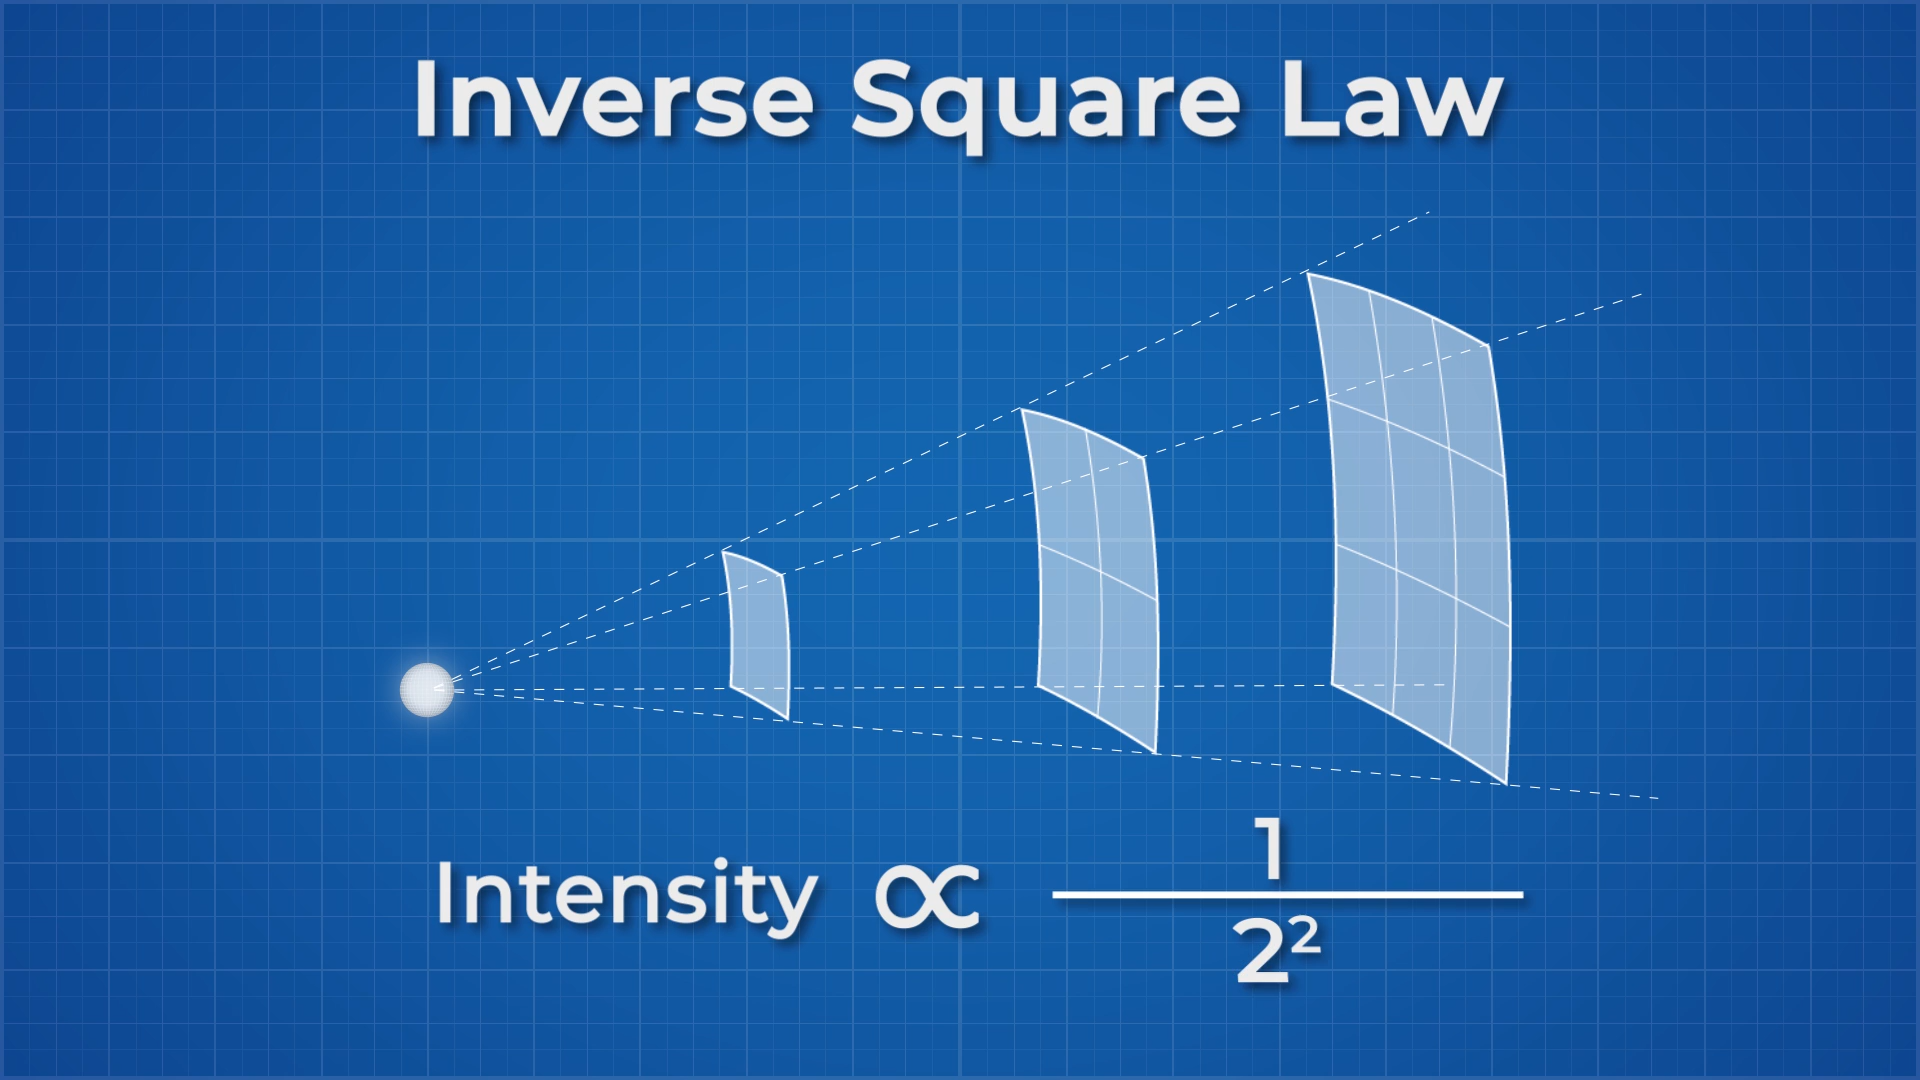 Inverse Square Law
Intensity ∝ 1
2²